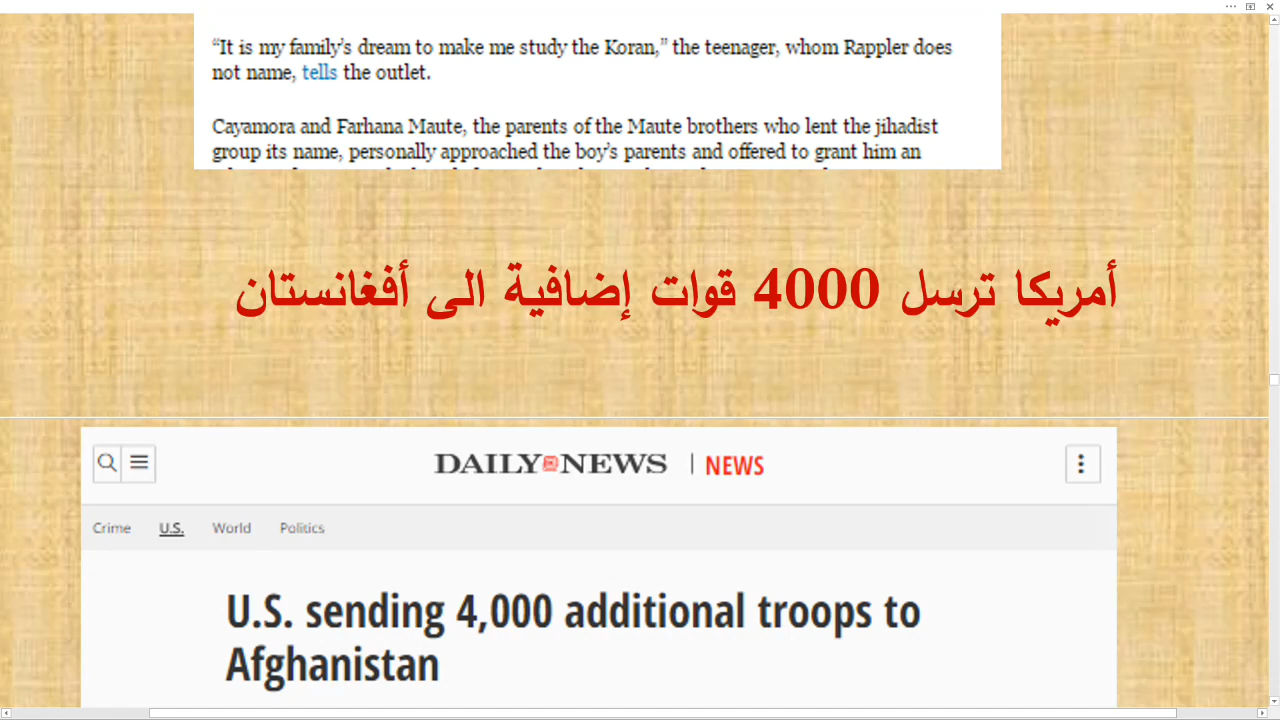 “It is my family’s dream to make me study the Koran,” the teenager, whom Rappler does
not name, tells the outlet.
Cayamora and Farhana Maute, the parents of the Maute brothers who lent the jihadist
group its name, personally approached the boy’s parents and offered to grant him an
أمريكا ترسل 4000 قوات إضافية الى أفغانستان
DAILY NEWS | NEWS
Crime U.S. World Politics
U.S. sending 4,000 additional troops to
Afghanistan